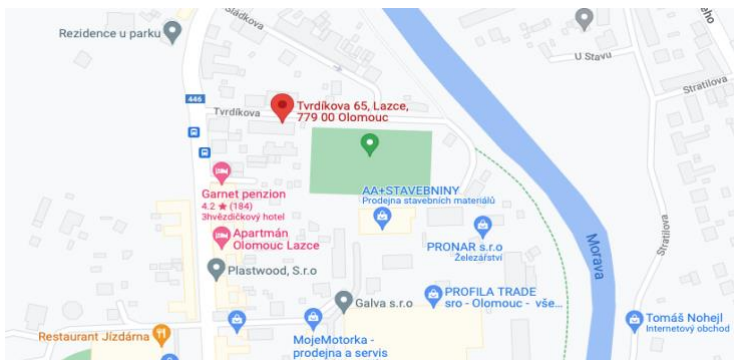 Sládkova
ého
Rezidence u parku
U Stavu
Stratilova
446
Tvrdíkova
Tvrdíkova 65, Lazce,
779 00 Olomouc
Garnet penzion
4.2 ★ (184)
3hvězdičkový hotel
AA+STAVEBNINY
Prodejna stavebních materiálů
Apartmán
Olomouc Lazce
PRONAR s.r.o
Železářství
Morava
Stratilova
Plastwood, S.r.o
PROFILA TRADE
sro - Olomouc - vše...
Galva s.r.o
Tomáš Nohejl
Internetový obchod
Restaurant Jízdárna
MojeMotorka -
prodejna a servis